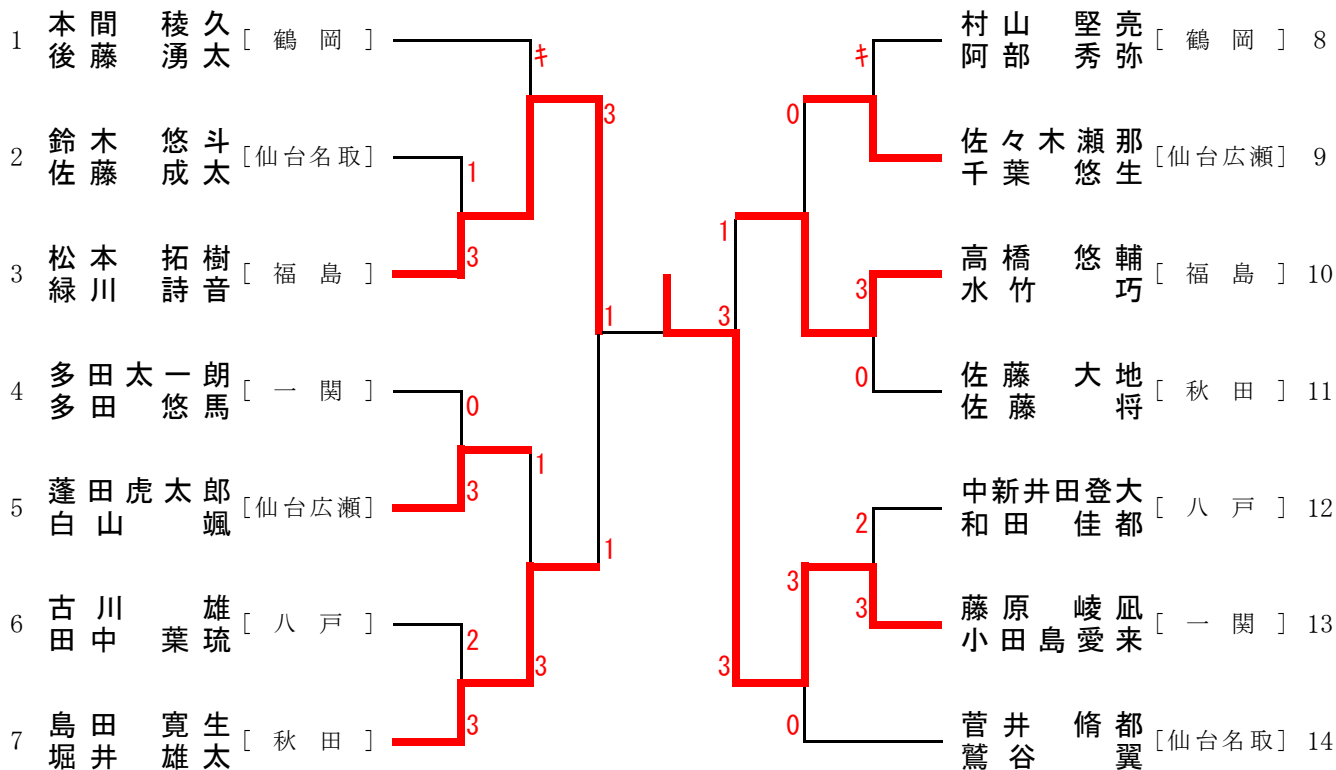 1 本間 稜久 [ 鶴岡 ]
後藤 湧太
キ
3
2 鈴木 悠斗 [仙台名取]
佐藤 成太
1
3 松本 拓樹 [ 福島 ]
緑川 詩音
3
1
4 多田太一朗 [ 一関 ]
多田 悠馬
0
1
5 蓬田虎太郎 [仙台広瀬]
白山 颯
3
1
6 古川 雄 [ 八戸 ]
田中 葉琉
2
3
7 島田 寛生 [ 秋田 ]
堀井 雄太
3
村山 堅亮 [ 鶴岡 ] 8
阿部 秀弥
キ
0
佐々木瀬那 [仙台広瀬] 9
千葉 悠生
1
高橋 悠輔 [ 福島 ] 10
水竹 巧
3
3
佐藤 大地 [ 秋田 ] 11
佐藤 将
0
中新井田登大 [ 八戸 ] 12
和田 佳都
2
3
藤原 崚凪 [ 一関 ] 13
小田島愛来
3
3
菅井 脩都 [仙台名取] 14
鷲谷 翼
0